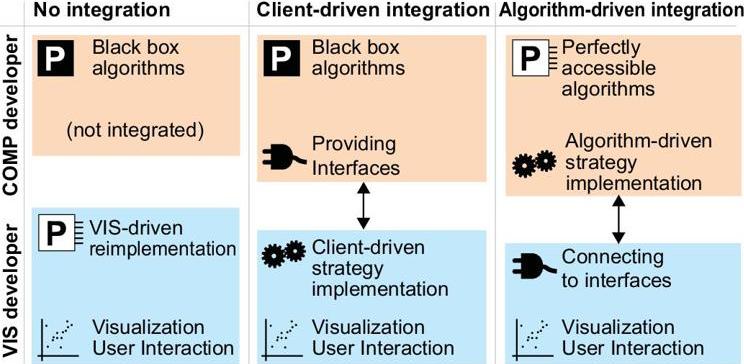 No integration
Client-driven integration
Algorithm-driven integration
COMP developer
P
Black box
algorithms
(not integrated)
P
Black box
algorithms
Providing
Interfaces
P
Perfectly
accessible
algorithms
Algorithm-driven
strategy
implementation
VIS developer
P
VIS-driven
reimplementation
Visualization
User Interaction
Client-driven
strategy
implementation
Visualization
User Interaction
Connecting
to interfaces
Visualization
User Interaction